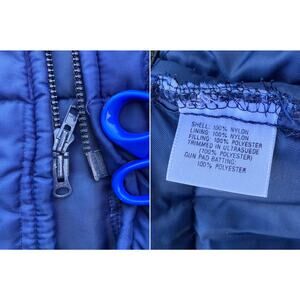 SHELL: 100% NYLON
LINING: 100% NYLON
FILLING: 100% POLYESTER
TRIMMED IN ULTRASUEDE
(100% POLYESTER)
GUN PAD BATTING:
100% POLYESTER